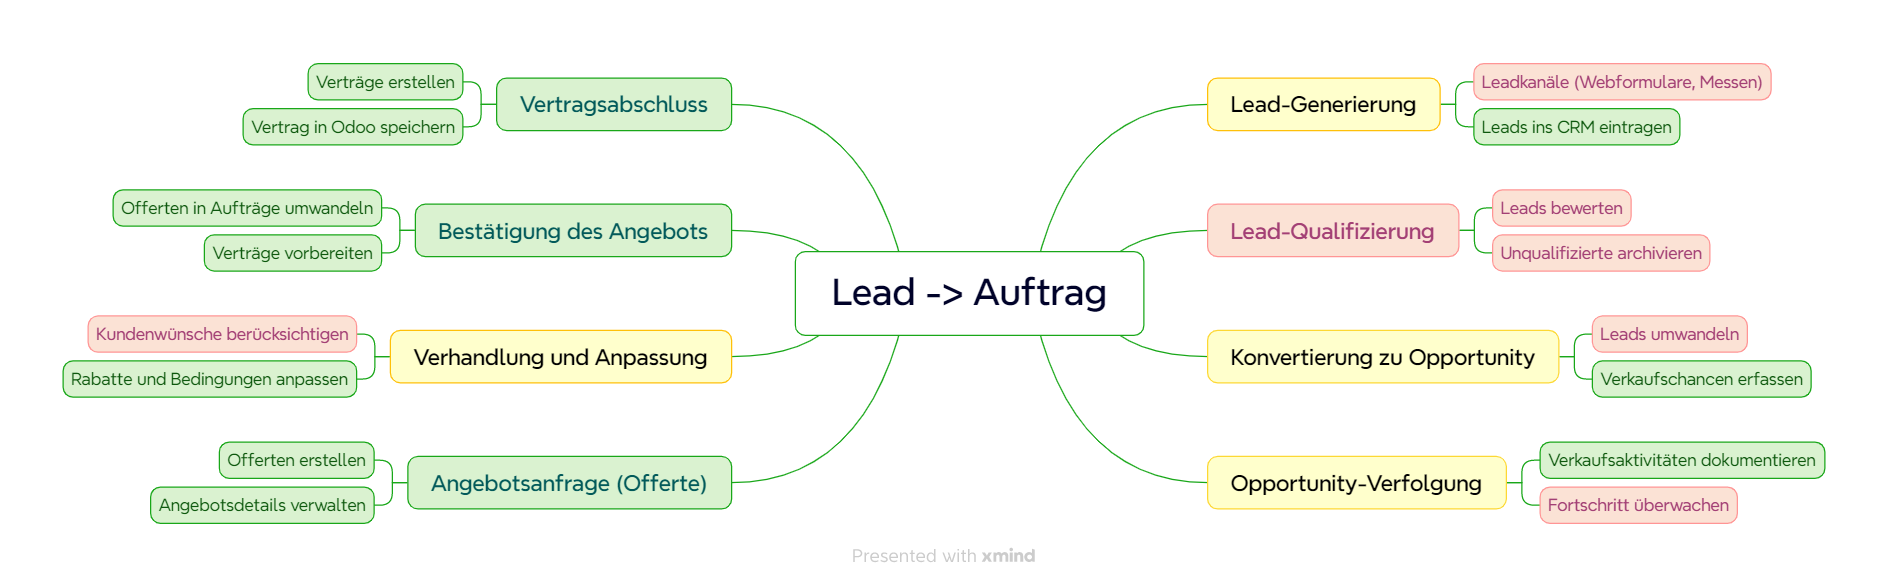 Lead -> Auftrag
Lead-Generierung
Leadkanäle (Webformulare, Messen)
Leads ins CRM eintragen
Lead-Qualifizierung
Leads bewerten
Unqualifizierte archivieren
Konvertierung zu Opportunity
Leads umwandeln
Verkaufschancen erfassen
Opportunity-Verfolgung
Verkaufsaktivitäten dokumentieren
Fortschritt überwachen
Angebotsanfrage (Offerte)
Offerten erstellen
Angebotsdetails verwalten
Verhandlung und Anpassung
Kundenwünsche berücksichtigen
Rabatte und Bedingungen anpassen
Bestätigung des Angebots
Offerten in Aufträge umwandeln
Verträge vorbereiten
Vertragsabschluss
Verträge erstellen
Vertrag in Odoo speichern
Presented with xmind